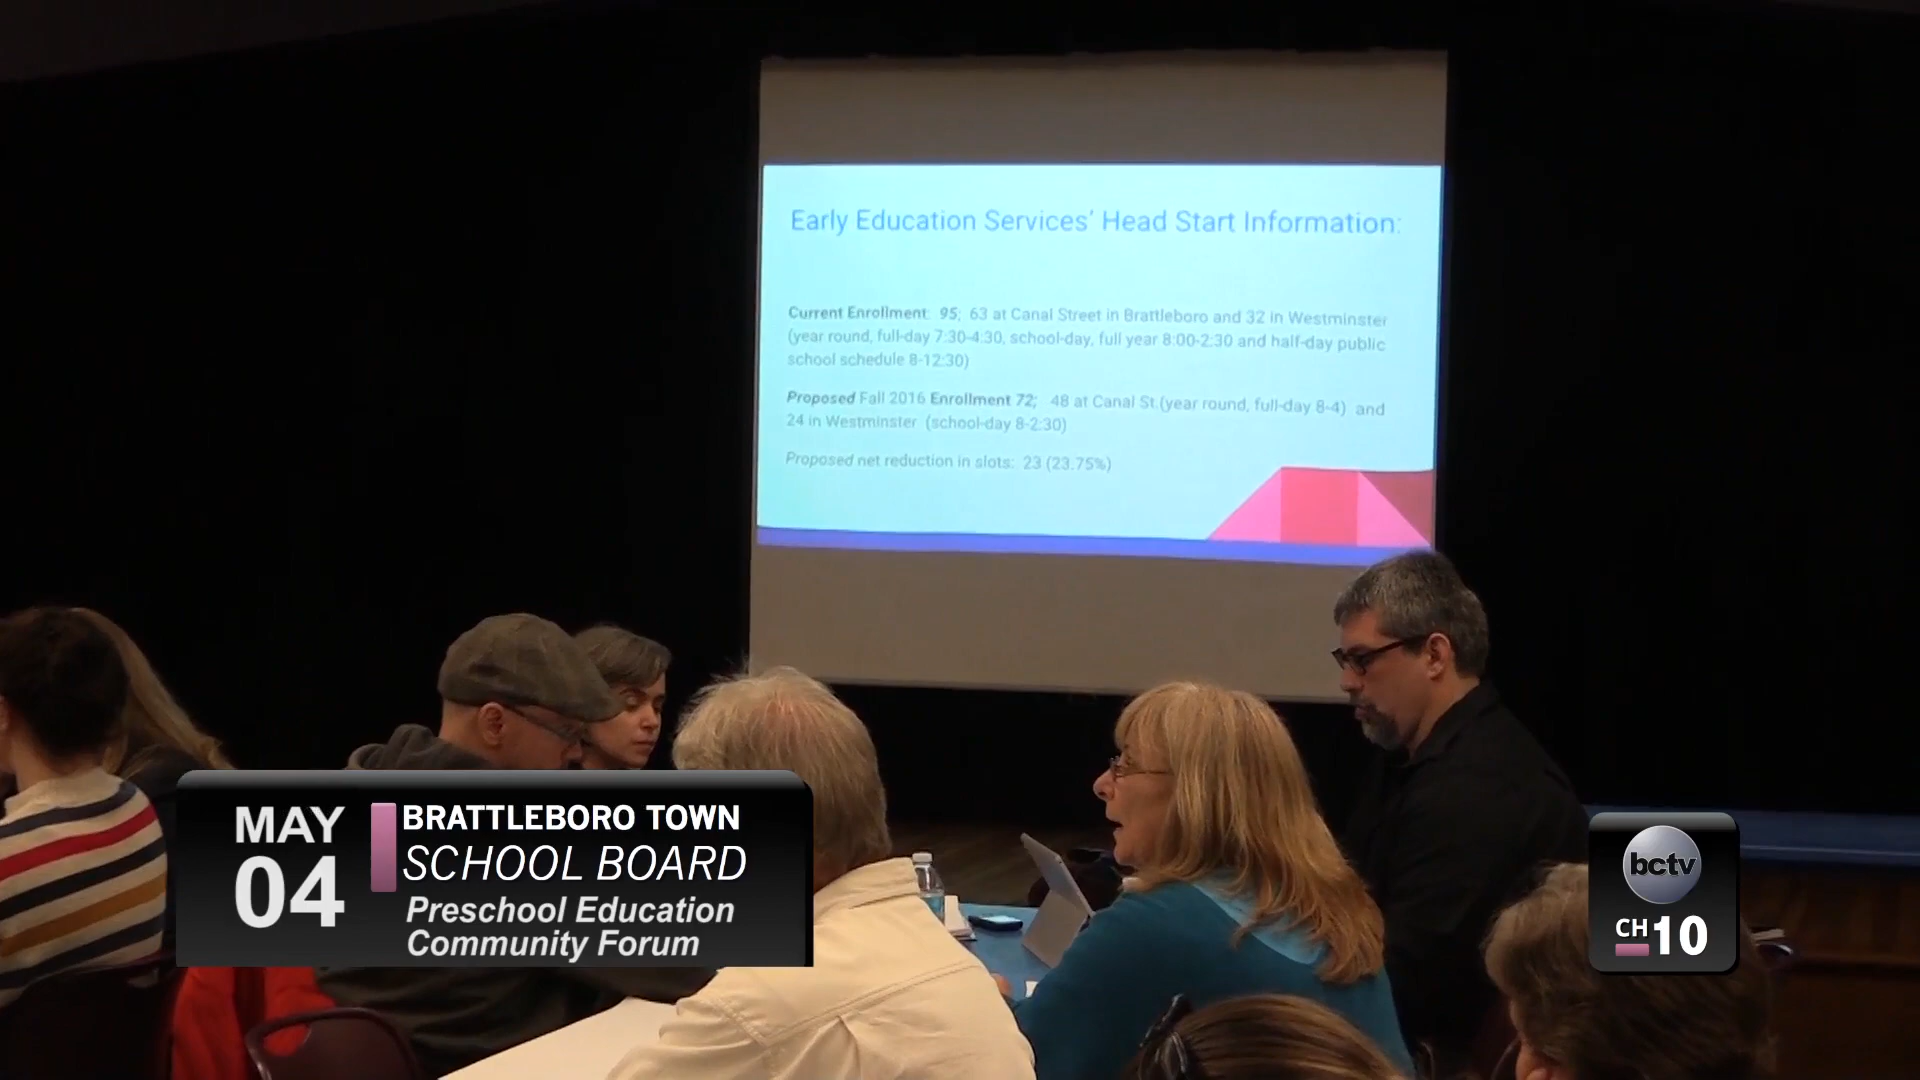 Early Education Services' Head Start Information:
Current Enrollment: 95; 63 at Canal Street in Brattleboro and 32 in Westminster
(year round, full-day 7:30-4:30, school-day, full year 8:00-2:30 and half-day public
school schedule 8-12:30)
Proposed Fall 2016 Enrollment 72; 48 at Canal St.(year round, full-day 8-4) and
24 in Westminster (school-day 8-2:30)
Proposed net reduction in slots: 23 (23.75%)
MAY
04
BRATTLEBORO TOWN
SCHOOL BOARD
Preschool Education
Community Forum
bctv
CH 10